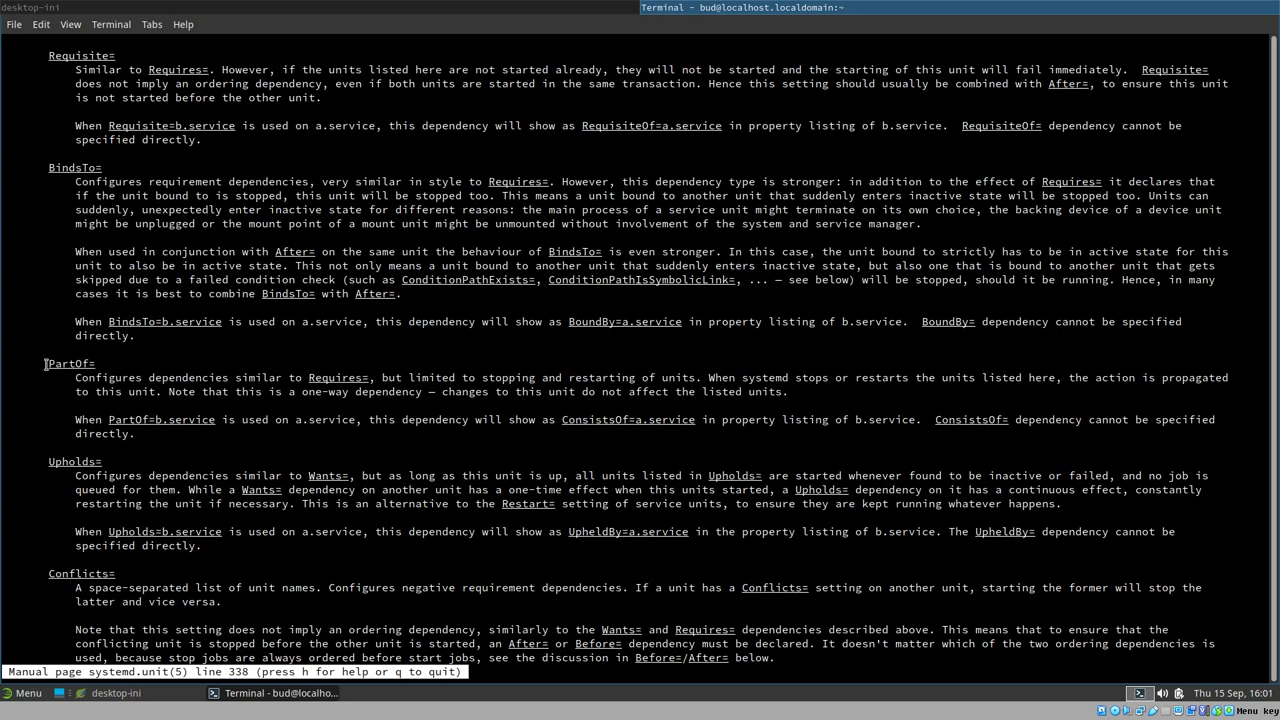 desktop-ini
Terminal - bud@localhost.localdomain:~
File Edit View Terminal Tabs Help
Requisite=
Similar to Requires=. However, if the units listed here are not started already, they will not be started and the starting of this unit will fail immediately.  Requisite=
does not imply an ordering dependency, even if both units are started in the same transaction. Hence this setting should usually be combined with After=, to ensure this unit
is not started before the other unit.
When Requisite=b.service is used on a.service, this dependency will show as RequisiteOf=a.service in property listing of b.service.  RequisiteOf= dependency cannot be
specified directly.
BindsTo=
Configures requirement dependencies, very similar in style to Requires=. However, this dependency type is stronger: in addition to the effect of Requires= it declares that
if the unit bound to is stopped, this unit will be stopped too. This means a unit bound to another unit that suddenly enters inactive state will be stopped too. Units can
suddenly, unexpectedly enter inactive state for different reasons: the main process of a service unit might terminate on its own choice, the backing device of a device unit
might be unplugged or the mount point of a mount unit might be unmounted without involvement of the system and service manager.
When used in conjunction with After= on the same unit the behaviour of BindsTo= is even stronger. In this case, the unit bound to strictly has to be in active state for this
unit to also be in active state. This not only means a unit bound to another unit that suddenly enters inactive state, but also one that is bound to another unit that gets
skipped due to a failed condition check (such as ConditionPathExists=, ConditionPathIsSymbolicLink=, ... — see below) will be stopped, should it be running. Hence, in many
cases it is best to combine BindsTo= with After=.
When BindsTo=b.service is used on a.service, this dependency will show as BoundBy=a.service in property listing of b.service.  BoundBy= dependency cannot be specified
directly.
PartOf=
Configures dependencies similar to Requires=, but limited to stopping and restarting of units. When systemd stops or restarts the units listed here, the action is propagated
to this unit. Note that this is a one-way dependency — changes to this unit do not affect the listed units.
When PartOf=b.service is used on a.service, this dependency will show as ConsistsOf=a.service in property listing of b.service.  ConsistsOf= dependency cannot be specified
directly.
Upholds=
Configures dependencies similar to Wants=, but as long as this unit is up, all units listed in Upholds= are started whenever found to be inactive or failed, and no job is
queued for them. While a Wants= dependency on another unit has a one-time effect when this units started, a Upholds= dependency on it has a continuous effect, constantly
restarting the unit if necessary. This is an alternative to the Restart= setting of service units, to ensure they are kept running whatever happens.
When Upholds=b.service is used on a.service, this dependency will show as UpheldBy=a.service in the property listing of b.service. The UpheldBy= dependency cannot be
specified directly.
Conflicts=
A space-separated list of unit names. Configures negative requirement dependencies. If a unit has a Conflicts= setting on another unit, starting the former will stop the
latter and vice versa.
Note that this setting does not imply an ordering dependency, similarly to the Wants= and Requires= dependencies described above. This means that to ensure that the
conflicting unit is stopped before the other unit is started, an After= or Before= dependency must be declared. It doesn't matter which of the two ordering dependencies is
used, because stop jobs are always ordered before start jobs, see the discussion in Before=/After= below.
Manual page systemd.unit(5) line 338 (press h for help or q to quit)
Menu desktop-ini Terminal - bud@localho... Thu 15 Sep, 16:01
Menu key